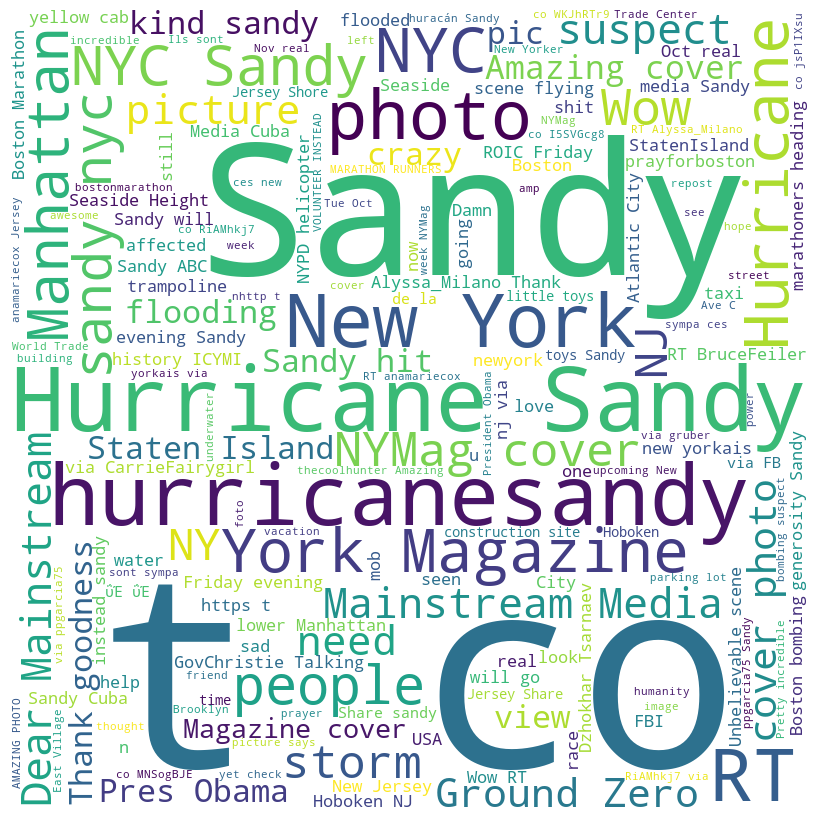 yellow cab
incredible
Ils sont
Nov real
kind sandy
flooded
huracán Sandy
left
co WKJhRTr9
Trade Center
New Yorker
NYC Sandy
NYC
pic
suspect
Oct real
co jsP1IXsu
Hurricane
Amazing cover
Manhattan
sandy nyc
Boston Marathon
picture
Jersey Shore
photo
Seaside
scene flying
media Sandy
Media Cuba
crazy
shit
Wow
NYMag
RT Alyssa_Milano
co I5SVGcg8
StatenIsland
still
ROIC Friday
Boston
prayforboston
bostonmarathon
VOLUNTEER INSTEAD
MARATHON RUNNERS
marathoners heading
Sandy
ces new
Tue Oct
amp
repost
Seaside Height
awesome
Sandy will
co RiAMhkj7
week
NYPD helicopter
Damn
going
now
week NYMag
see
hope
affected
street
Atlantic City
anamariecox Jersey
Sandy ABC
trampoline
nhttp t
cover
Alyssa_Milano Thank
little toys
taxi
flooding
de la
New York
NJ
Ave C
sympa ces
World Trade
building
evening Sandy
history ICYMI
Sandy hit
newyork
toys Sandy
RT BruceFeiler
yorkais via
RT anamariecox
Hurricane Sandy
President Obama
nj via
love
power
underwater
Staten Island
NYMag cover
via gruber
new yorkais
via CarrieFairygirl
thecoolhunter Amazing
u
one
upcoming New
via FB
Dear Mainstream
hurricanesandy
foto
vacation
cover photo
bombing suspect
generosity Sandy
NY
York Magazine
construction site
Hoboken
Thank goodness
instead sandy
via ppgarcia75
water
sont sympa
mob
seen
City
parking lot
Friday evening
ÛE ÛE
https t
Mainstream Media
Unbelievable scene
Boston bombing
lower Manhattan
need
t co
sad
real
look
Dzhokhar Tsarnaev
help
GovChristie Talking
will go
friend
people
Jersey Share
humanity
ppgarcia75 Sandy
Pretty incredible
Sandy Cuba
time
Brooklyn
prayer
Share sandy
view
image
FBI
AMAZING PHOTO
East Village
thought
n
Magazine cover
USA
race
picture says
co MNSogBJE
yet check
storm
Wow RT
RT
Pres Obama
New Jersey
Hoboken NJ
Ground Zero
RiAMhkj7 via